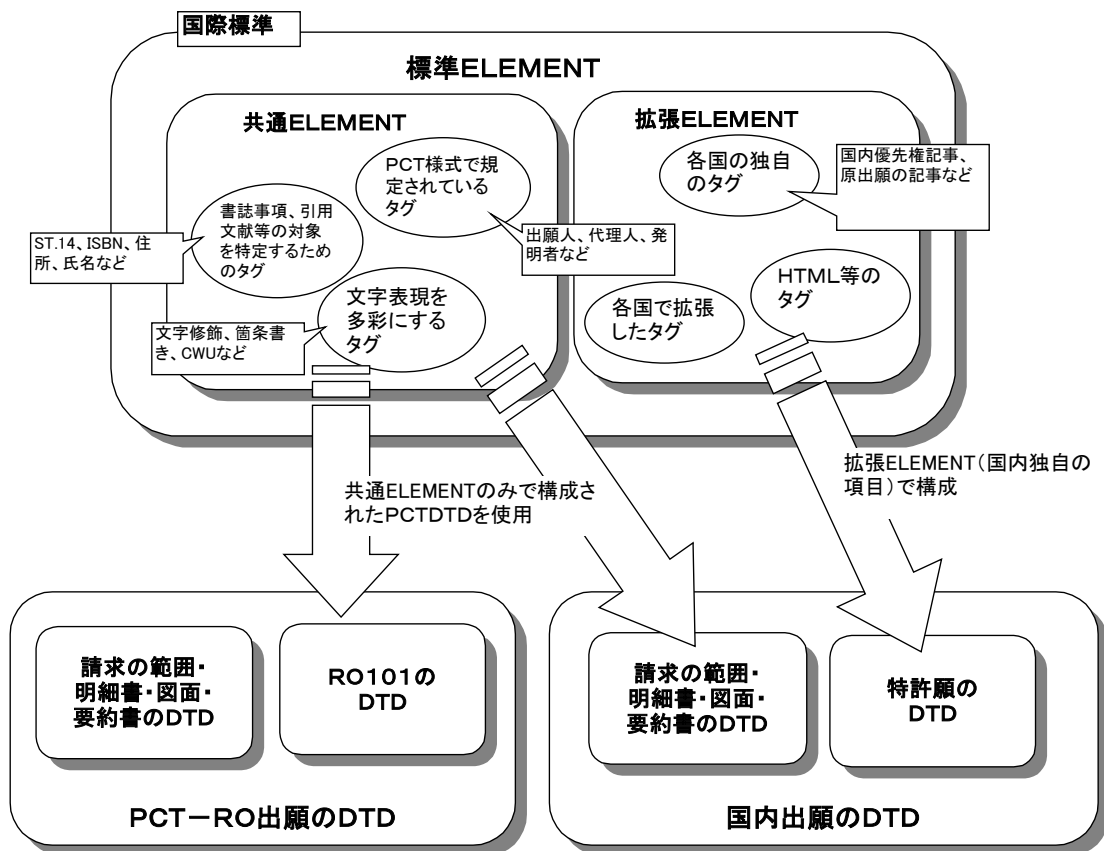 国際標準
標準ELEMENT
共通ELEMENT
PCT様式で規
定されている
タグ
出願人、代理人、発
明者など
書誌事項、引用
文献等の対象
を特定するため
のタグ
ST.14、ISBN、住
所、氏名など
文字表現を
多彩にする
タグ
文字修飾、箇条書
き、CWUなど
拡張ELEMENT
各国の独自
のタグ
国内優先権記事、
原出願の記事など
HTML等の
タグ
各国で拡張
したタグ
共通ELEMENTのみで構成さ
れたPCTDTDを使用
拡張ELEMENT(国内独自の
項目)で構成
請求の範囲・
明細書・図面・
要約書のDTD
RO101の
DTD
PCT-RO出願のDTD
請求の範囲・
明細書・図面・
要約書のDTD
特許願の
DTD
国内出願のDTD